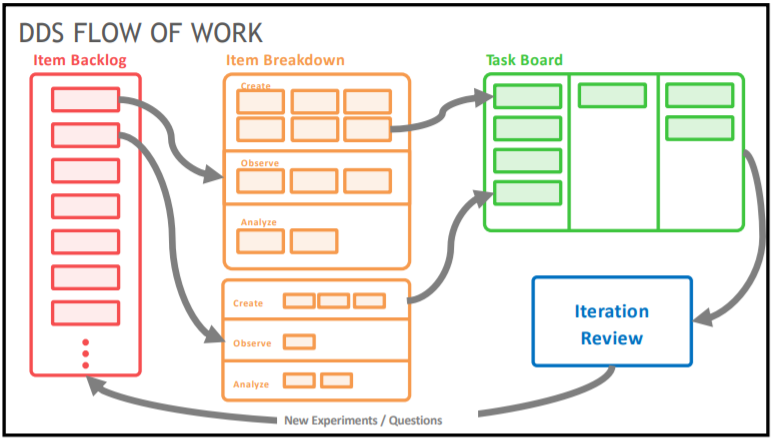 DDS FLOW OF WORK
Item Backlog
Item Breakdown
Task Board
Create
Observe
Analyze
Create
Observe
Analyze
Iteration
Review
New Experiments / Questions